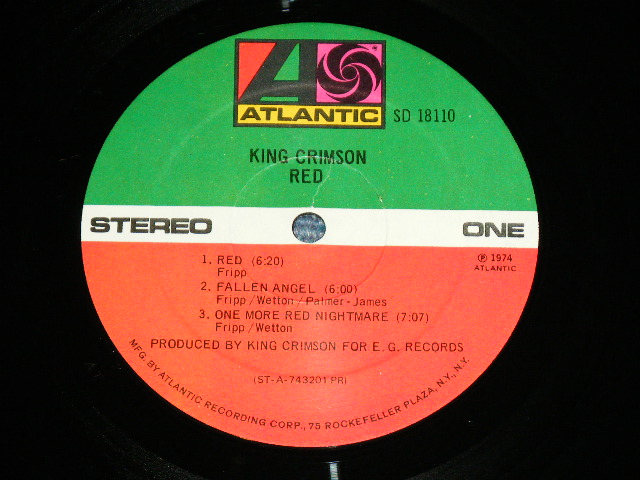 ATLANTIC
SD 18110
KING CRIMSON
RED
STEREO
ONE
℗ 1974
ATLANTIC
1. RED (6:20)
Fripp
2. FALLEN ANGEL (6:00)
Fripp/Wetton/Palmer-James
3. ONE MORE RED NIGHTMARE (7:07)
Fripp/Wetton
PRODUCED BY KING CRIMSON FOR E.G. RECORDS
(ST-A-743201 PR)
MFG. BY ATLANTIC RECORDING CORP., 75 ROCKEFELLER PLAZA, N.Y., N.Y.